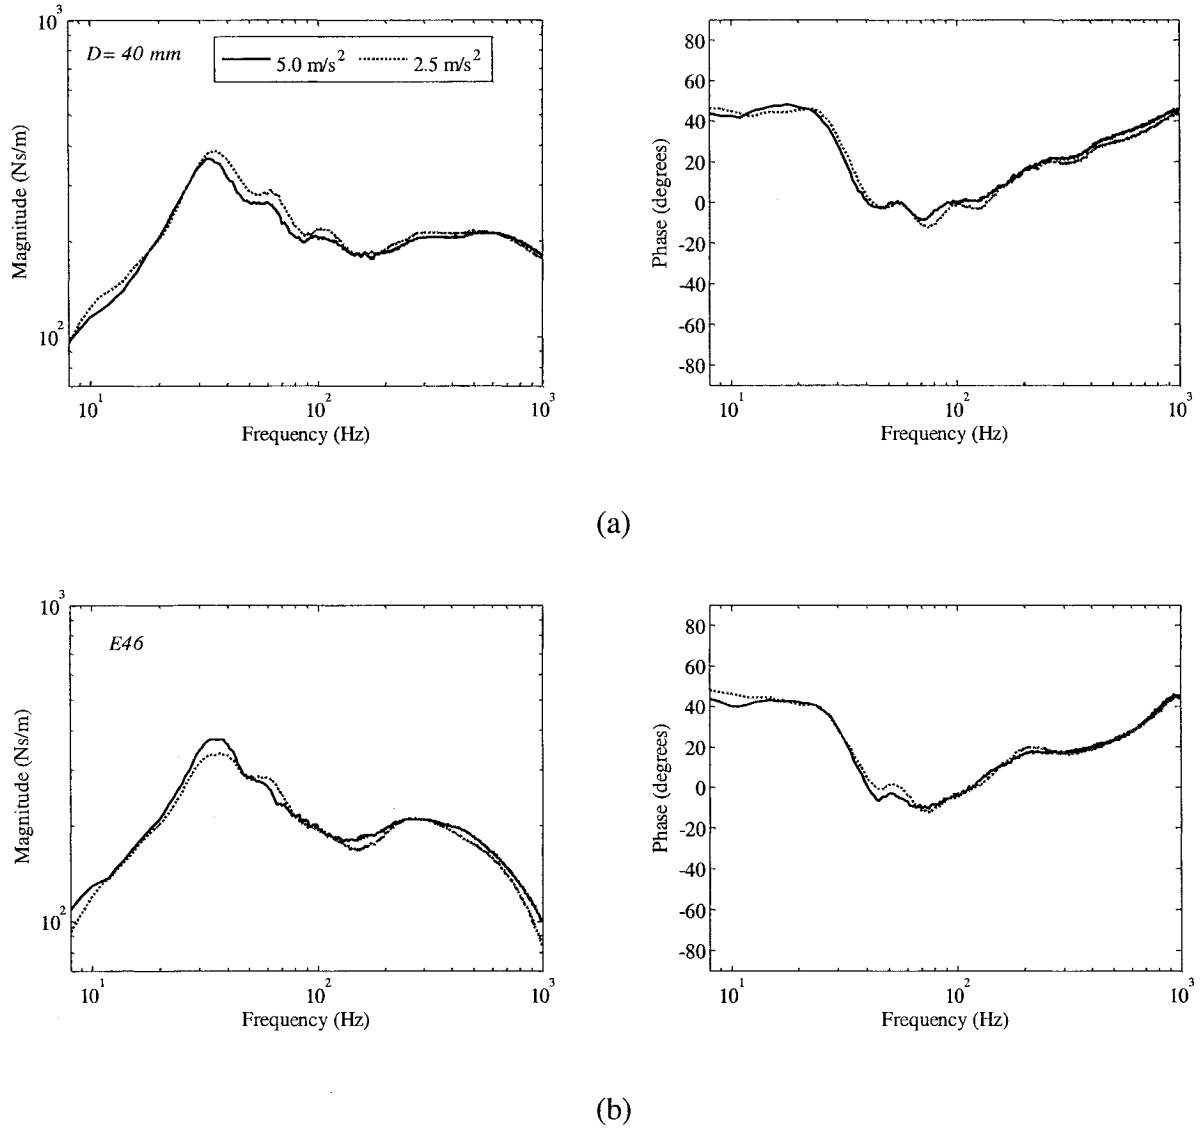 D= 40 mm
5.0 m/s² 2.5 m/s²
10³
10²
Magnitude (Ns/m)
10¹ 10² 10³
Frequency (Hz)
80
60
40
20
0
-20
-40
-60
-80
Phase (degrees)
10¹ 10² 10³
Frequency (Hz)
(a)
E46
10³
10²
Magnitude (Ns/m)
10¹ 10² 10³
Frequency (Hz)
80
60
40
20
0
-20
-40
-60
-80
Phase (degrees)
10¹ 10² 10³
Frequency (Hz)
(b)